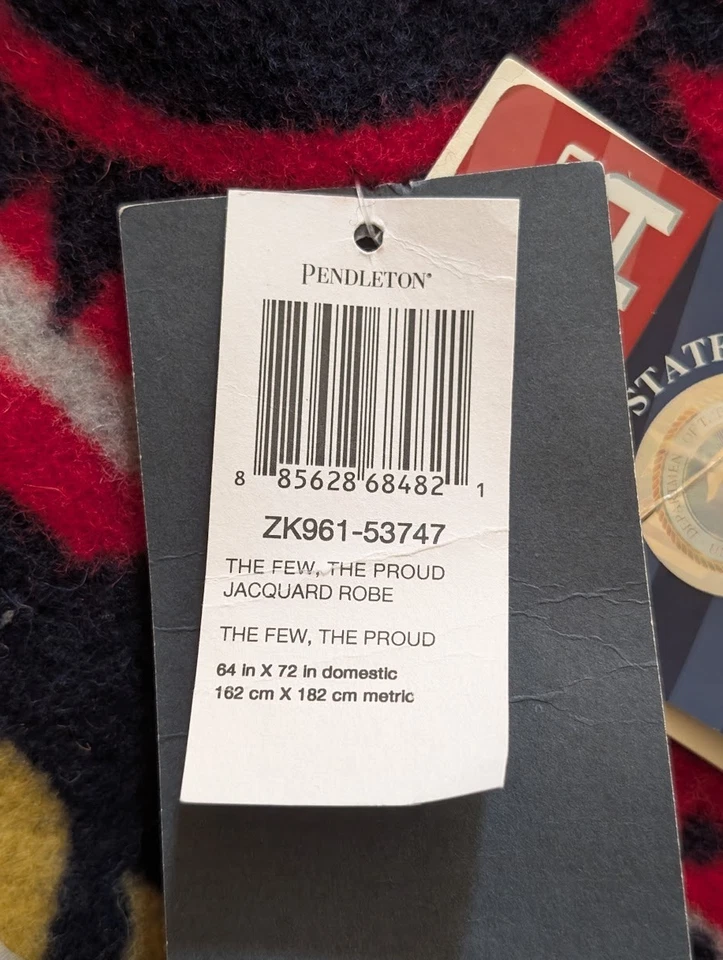 PENDLETON®
8 85628 68482 1
ZK961-53747
THE FEW, THE PROUD
JACQUARD ROBE
THE FEW, THE PROUD
64 in X 72 in domestic
162 cm X 182 cm metric
STATE